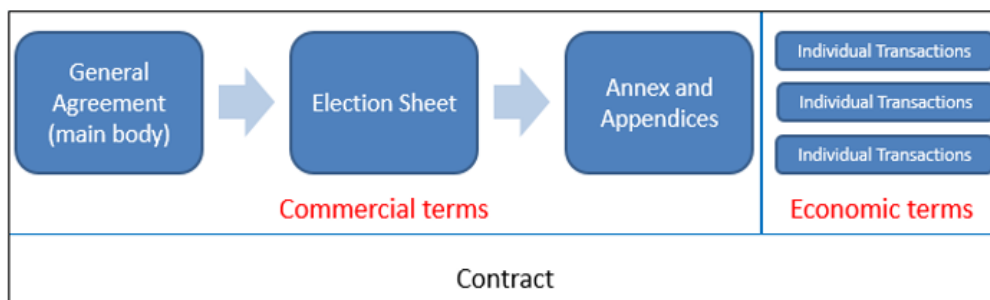 General
Agreement
(main body)
Election Sheet
Annex and
Appendices
Individual Transactions
Individual Transactions
Individual Transactions
Commercial terms
Economic terms
Contract